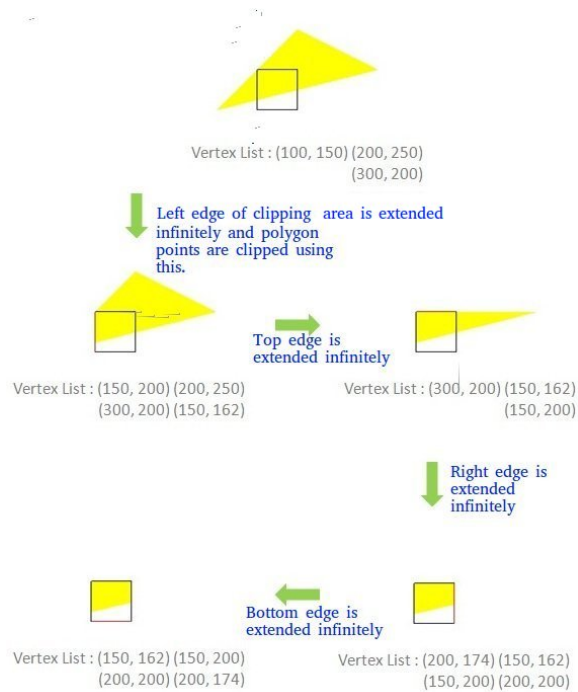 Vertex List : (100, 150) (200, 250)
(300, 200)
Left edge of clipping area is extended
infinitely and polygon
points are clipped using
this.
Top edge is
extended infinitely
Vertex List : (150, 200) (200, 250)
(300, 200) (150, 162)
Vertex List : (300, 200) (150, 162)
(150, 200)
Right edge is
extended
infinitely
Bottom edge is
extended infinitely
Vertex List : (150, 162) (150, 200)
(200, 200) (200, 174)
Vertex List : (200, 174) (150, 162)
(150, 200) (200, 200)